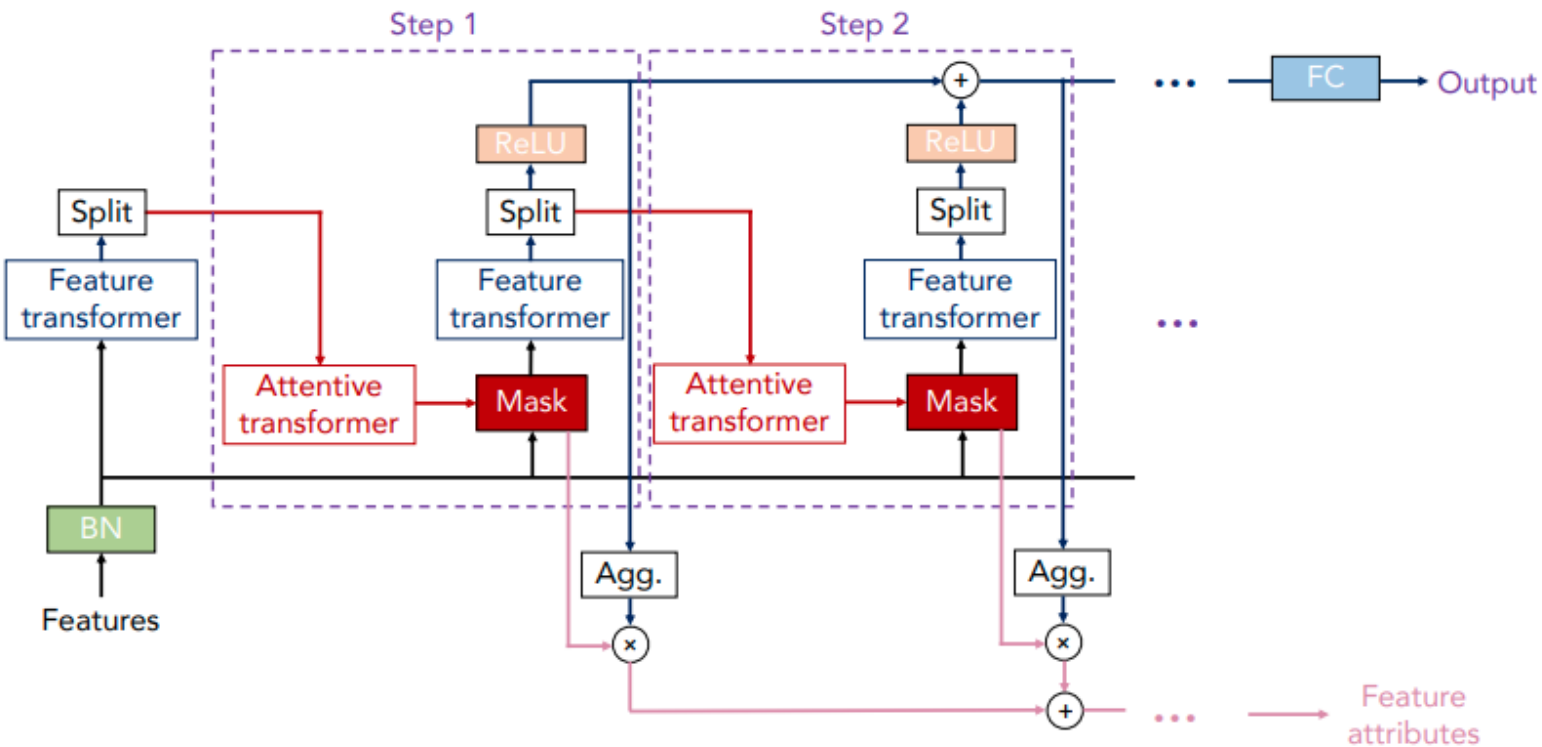 Step 1
Step 2
+
...
FC
Output
ReLU
ReLU
Split
Split
Split
Feature
transformer
Feature
transformer
Feature
transformer
...
Attentive
transformer
Mask
Attentive
transformer
Mask
BN
Features
Agg.
Agg.
×
×
+
...
Feature
attributes